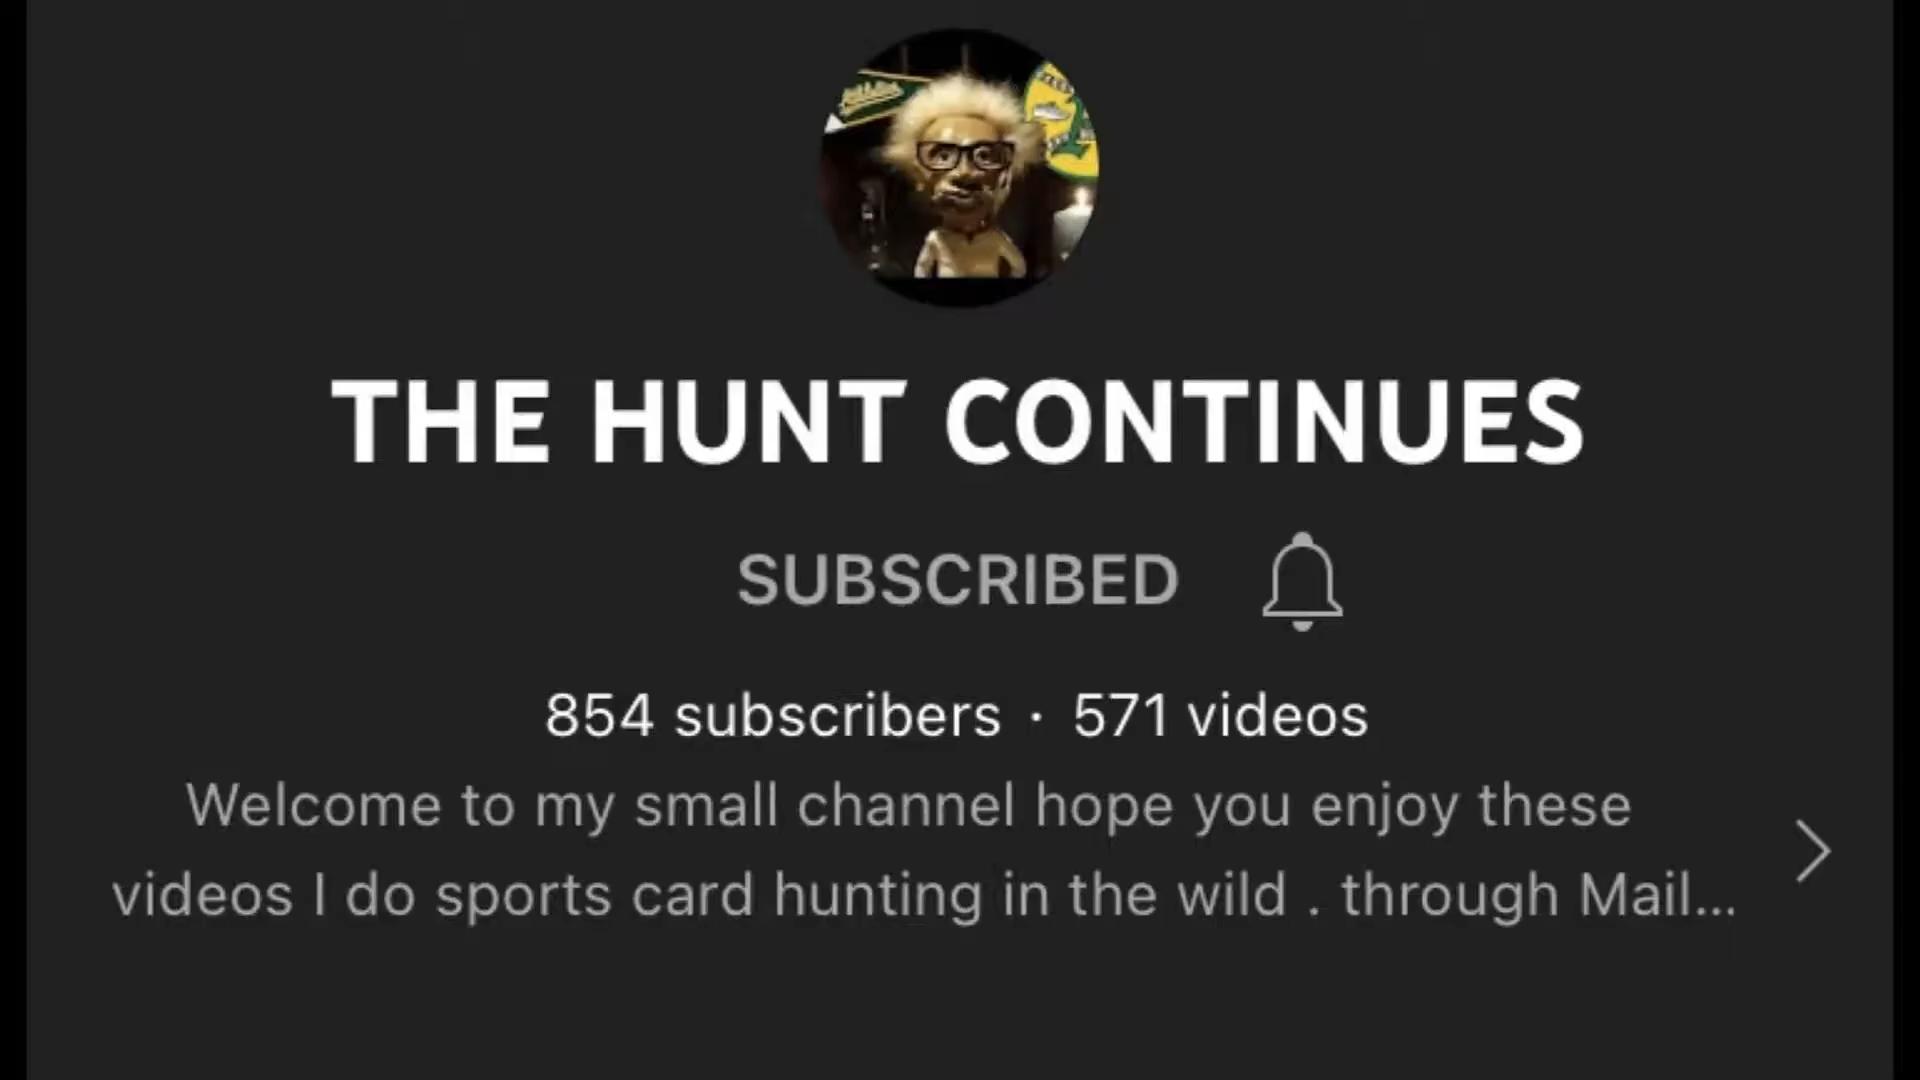 THE HUNT CONTINUES
SUBSCRIBED
854 subscribers · 571 videos
Welcome to my small channel hope you enjoy these
videos I do sports card hunting in the wild . through Mail...